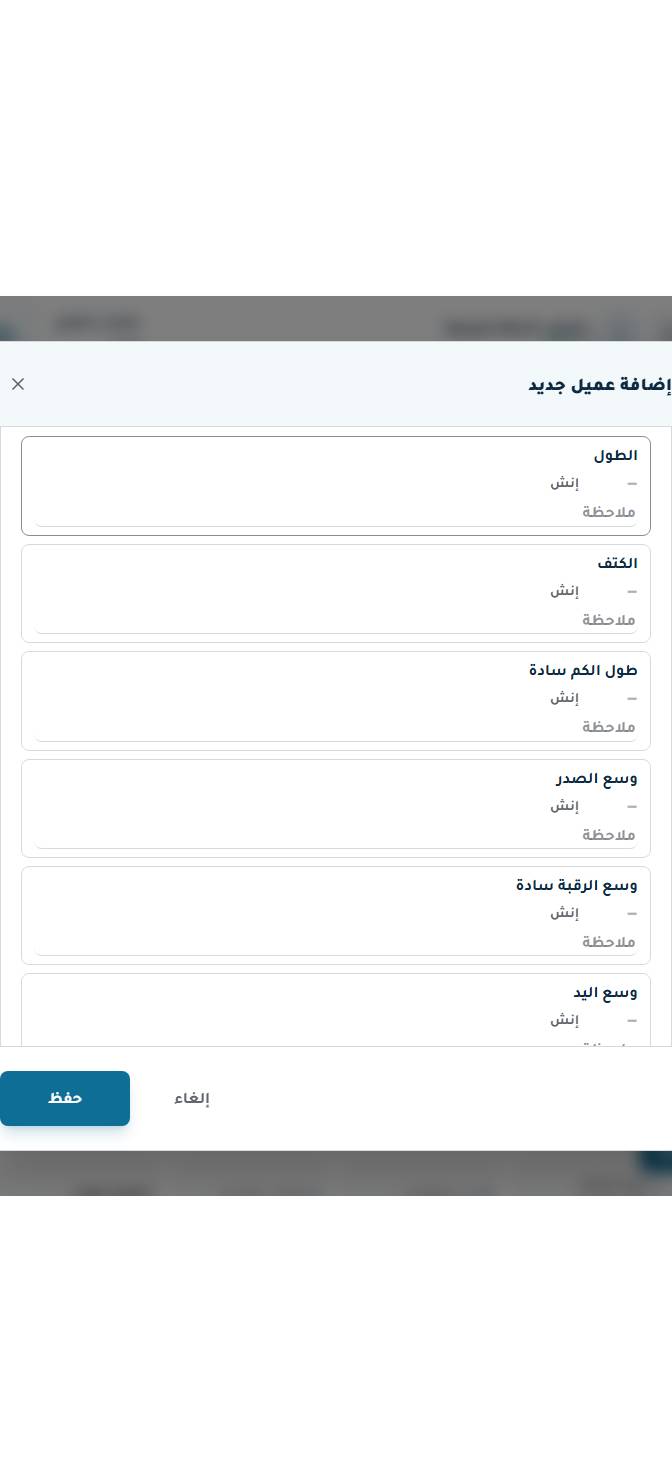 إضافة عميل جديد
الطول
– إنش
ملاحظة
الكتف
– إنش
ملاحظة
طول الكم سادة
– إنش
ملاحظة
وسع الصدر
– إنش
ملاحظة
وسع الرقبة سادة
– إنش
ملاحظة
وسع اليد
– إنش
إلغاء
حفظ